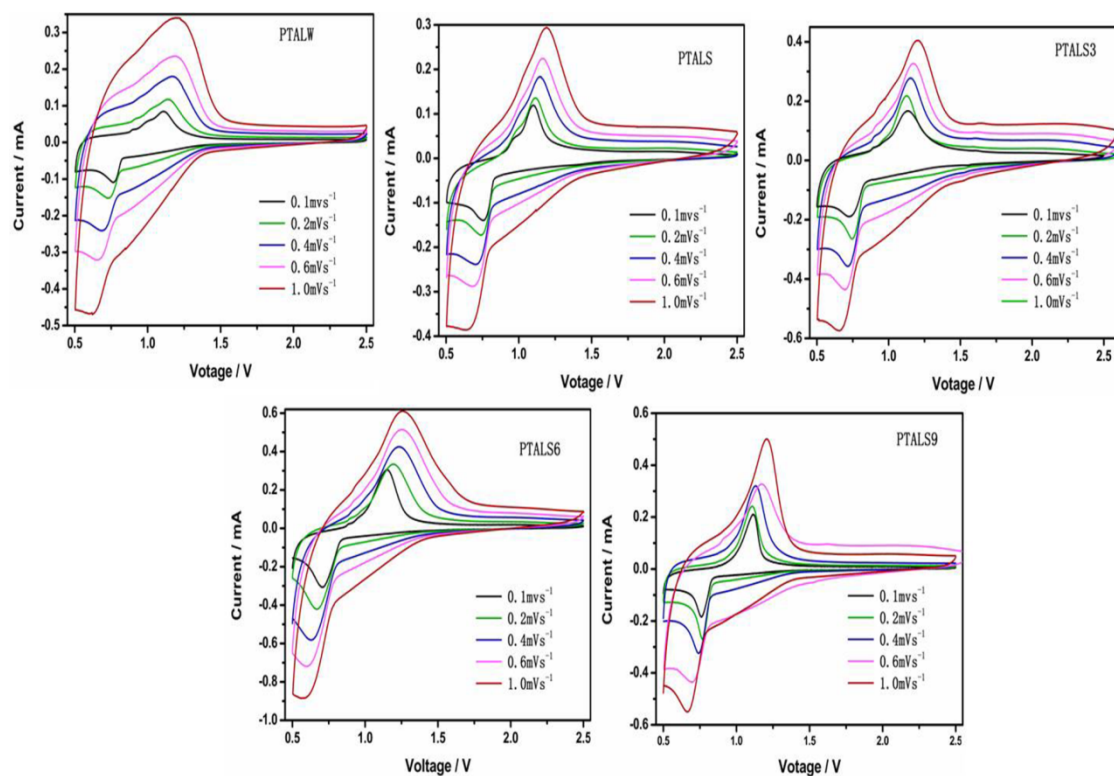 PTALW
0.3
0.2
0.1
0.0
-0.1
-0.2
-0.3
-0.4
-0.5
Current / mA
0.1mvs⁻¹
0.2mVs⁻¹
0.4mVs⁻¹
0.6mVs⁻¹
1.0mVs⁻¹
0.5 1.0 1.5 2.0 2.5
Votage / V
PTALS
0.3
0.2
0.1
0.0
-0.1
-0.2
-0.3
-0.4
Current / mA
0.1mvs⁻¹
0.2mVs⁻¹
0.4mVs⁻¹
0.6mVs⁻¹
1.0mVs⁻¹
0.5 1.0 1.5 2.0 2.5
Votage / V
PTALS3
0.4
0.2
0.0
-0.2
-0.4
-0.6
Current / mA
0.1mvs⁻¹
0.2mVs⁻¹
0.4mVs⁻¹
0.6mVs⁻¹
1.0mVs⁻¹
0.5 1.0 1.5 2.0 2.5
Votage / V
PTALS6
0.6
0.4
0.2
0.0
-0.2
-0.4
-0.6
-0.8
-1.0
Current / mA
0.1mvs⁻¹
0.2mVs⁻¹
0.4mVs⁻¹
0.6mVs⁻¹
1.0mVs⁻¹
0.5 1.0 1.5 2.0 2.5
Voltage / V
PTALS9
0.6
0.4
0.2
0.0
-0.2
-0.4
-0.6
Current / mA
0.1mvs⁻¹
0.2mVs⁻¹
0.4mVs⁻¹
0.6mVs⁻¹
1.0mVs⁻¹
0.5 1.0 1.5 2.0 2.5
Votage / V